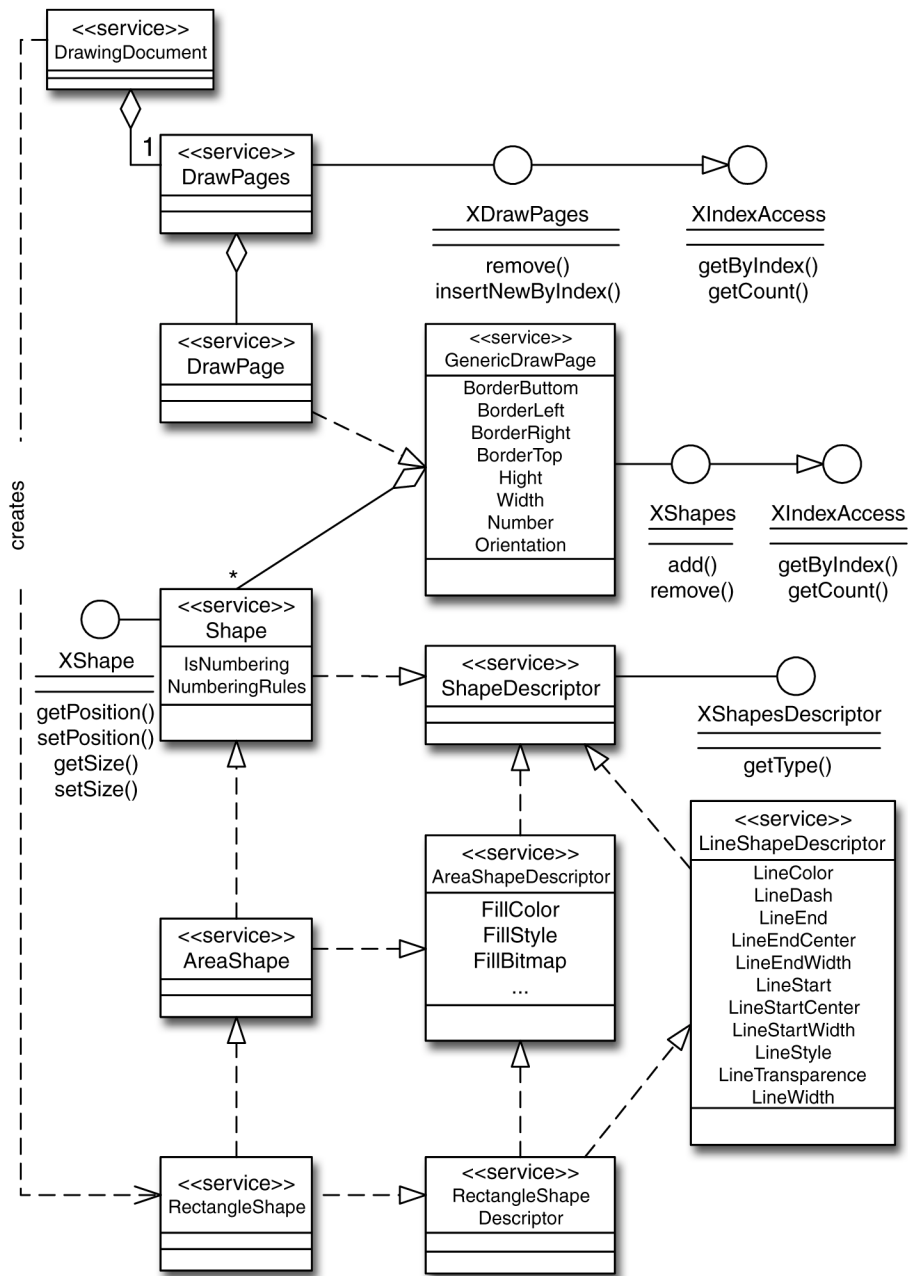 <<service>>
DrawingDocument
1
<<service>>
DrawPages
XDrawPages
remove()
insertNewByIndex()
XIndexAccess
getByIndex()
getCount()
<<service>>
DrawPage
<<service>>
GenericDrawPage
BorderButtom
BorderLeft
BorderRight
BorderTop
Hight
Width
Number
Orientation
XShapes
add()
remove()
XIndexAccess
getByIndex()
getCount()
creates
*
<<service>>
Shape
IsNumbering
NumberingRules
XShape
getPosition()
setPosition()
getSize()
setSize()
<<service>>
ShapeDescriptor
XShapesDescriptor
getType()
<<service>>
LineShapeDescriptor
LineColor
LineDash
LineEnd
LineEndCenter
LineEndWidth
LineStart
LineStartCenter
LineStartWidth
LineStyle
LineTransparence
LineWidth
<<service>>
AreaShapeDescriptor
FillColor
FillStyle
FillBitmap
...
<<service>>
AreaShape
<<service>>
RectangleShape
<<service>>
RectangleShape
Descriptor